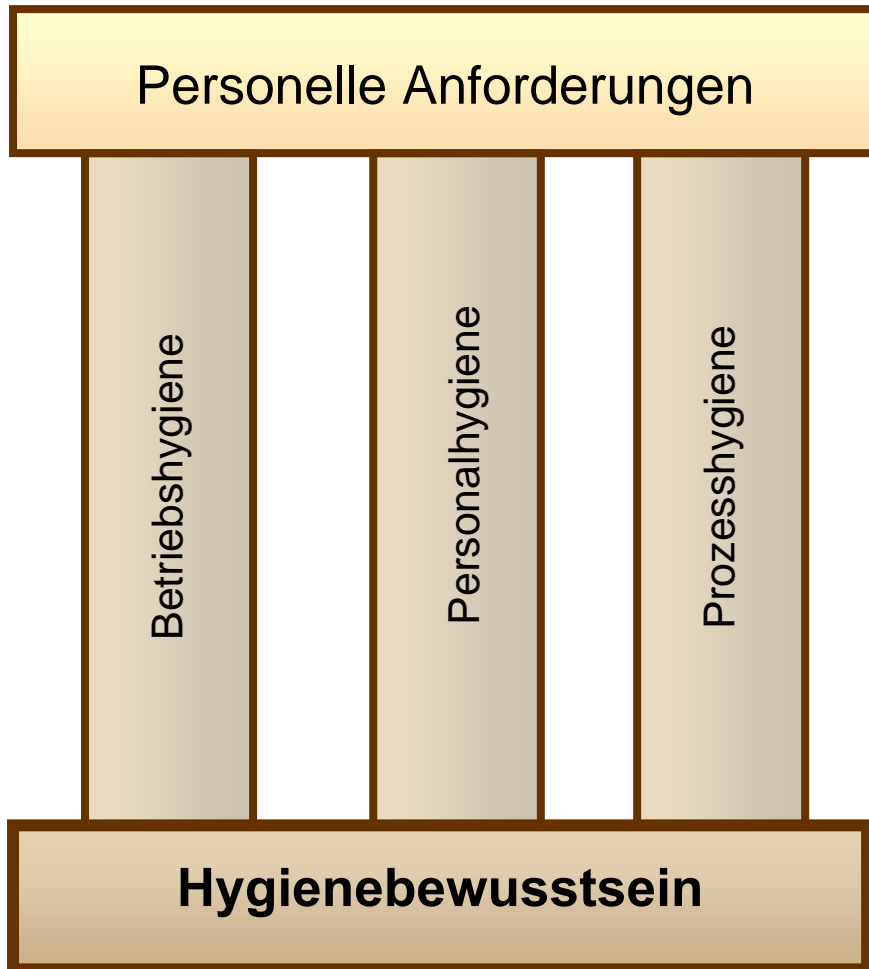 Personelle Anforderungen
Betriebshygiene
Personalhygiene
Prozesshygiene
Hygienebewusstsein